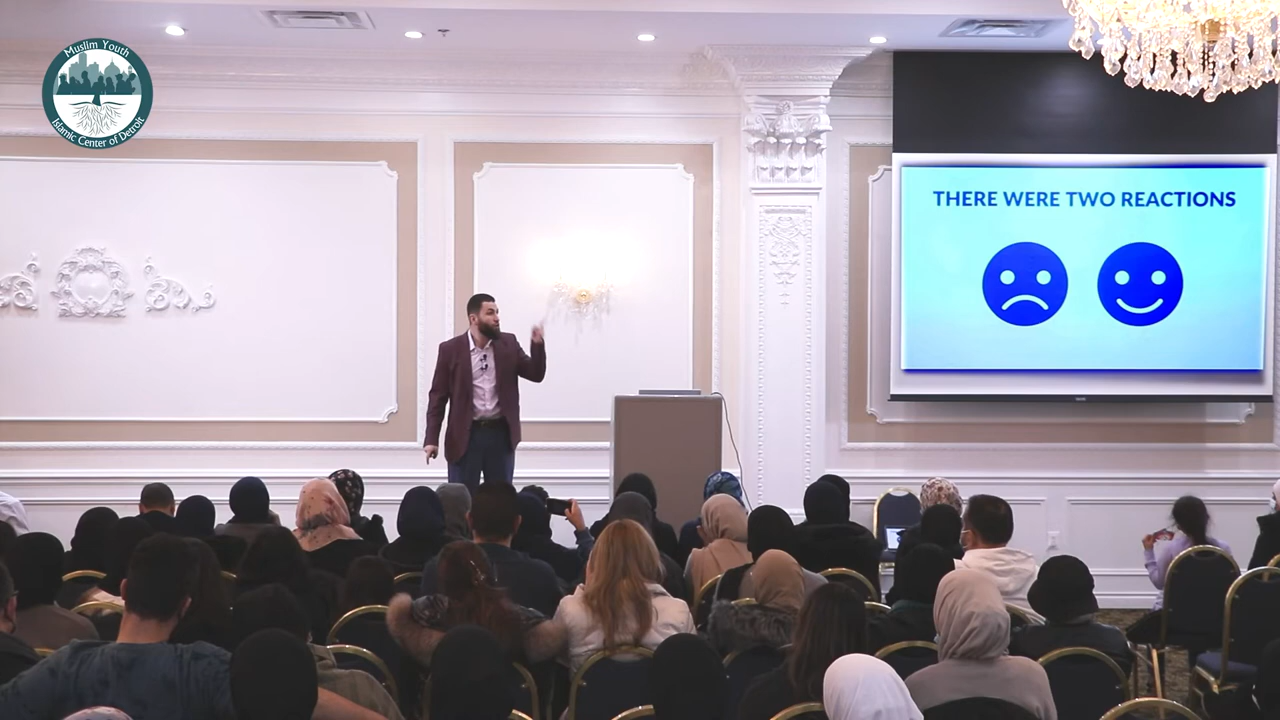 Muslim Youth
Islamic Center of Detroit
THERE WERE TWO REACTIONS